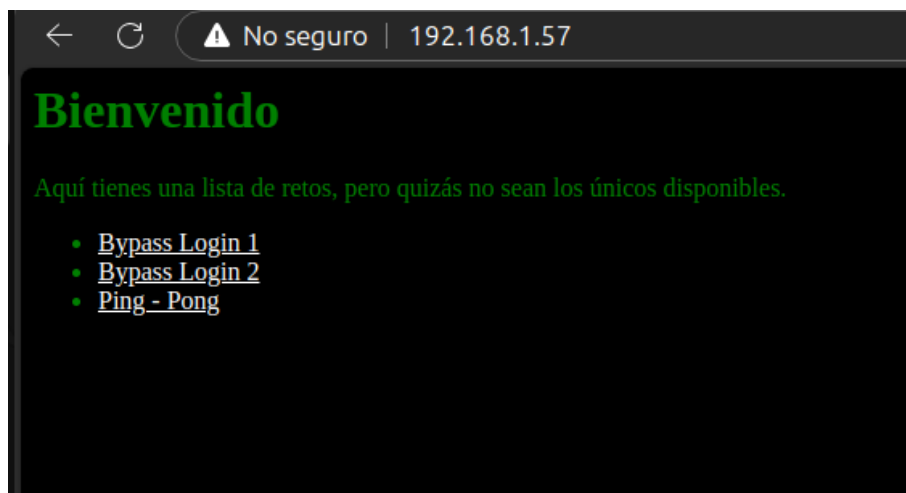 No seguro | 192.168.1.57
Bienvenido
Aquí tienes una lista de retos, pero quizás no sean los únicos disponibles.
Bypass Login 1
Bypass Login 2
Ping - Pong